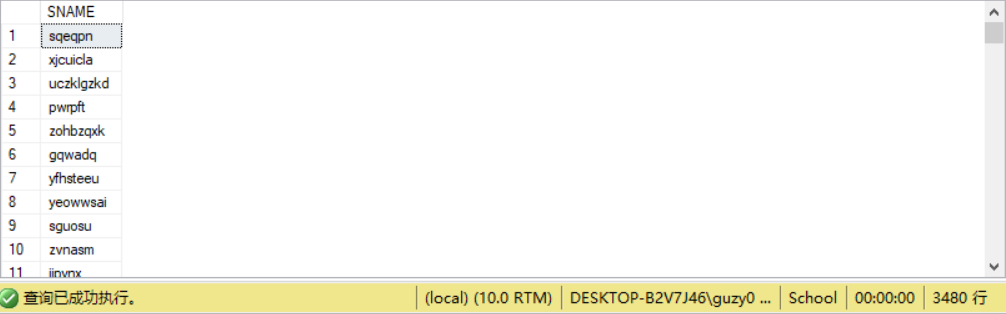 SNAME
1 sqeqpn
2 xjcuicla
3 uczklgzkd
4 pwrpft
5 zohbzqxk
6 gqwadq
7 yfhsteeu
8 yeowwsai
9 sguosu
10 zvnasm
11
查询已成功执行。 (local) (10.0 RTM) DESKTOP-B2V7J46\guzy0 ... School 00:00:00 3480 行